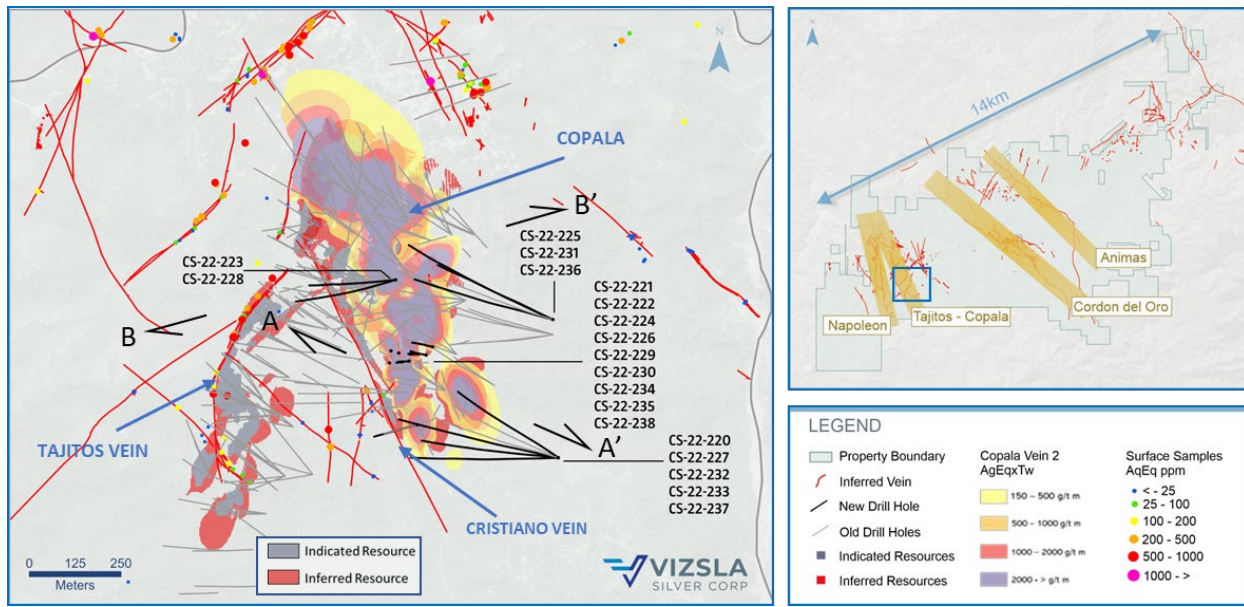 N
COPALA
B'
CS-22-225
CS-22-231
CS-22-236
CS-22-223
CS-22-228
CS-22-221
CS-22-222
CS-22-224
CS-22-226
CS-22-229
CS-22-230
CS-22-234
CS-22-235
CS-22-238
B
A
TAJITOS VEIN
A'
CS-22-220
CS-22-227
CS-22-232
CS-22-233
CS-22-237
CRISTIANO VEIN
0 125 250
Meters
Indicated Resource
Inferred Resource
VIZSLA
SILVER CORP
N
14km
Animas
Cordon del Oro
Napoleon
Tajitos - Copala
LEGEND
Property Boundary
Inferred Vein
New Drill Hole
Old Drill Holes
Indicated Resources
Inferred Resources
Copala Vein 2
AgEqxTw
150 – 500 g/t m
500 – 1000 g/t m
1000 – 2000 g/t m
2000 - > g/t m
Surface Samples
AqEq ppm
< - 25
25 - 100
100 - 200
200 - 500
500 - 1000
1000 - >